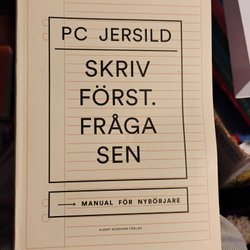 PC JERSILD
SKRIV
FÖRST.
FRÅGA
SEN
MANUAL FÖR NYBÖRJARE
ALBERT BONNIERS FÖRLAG